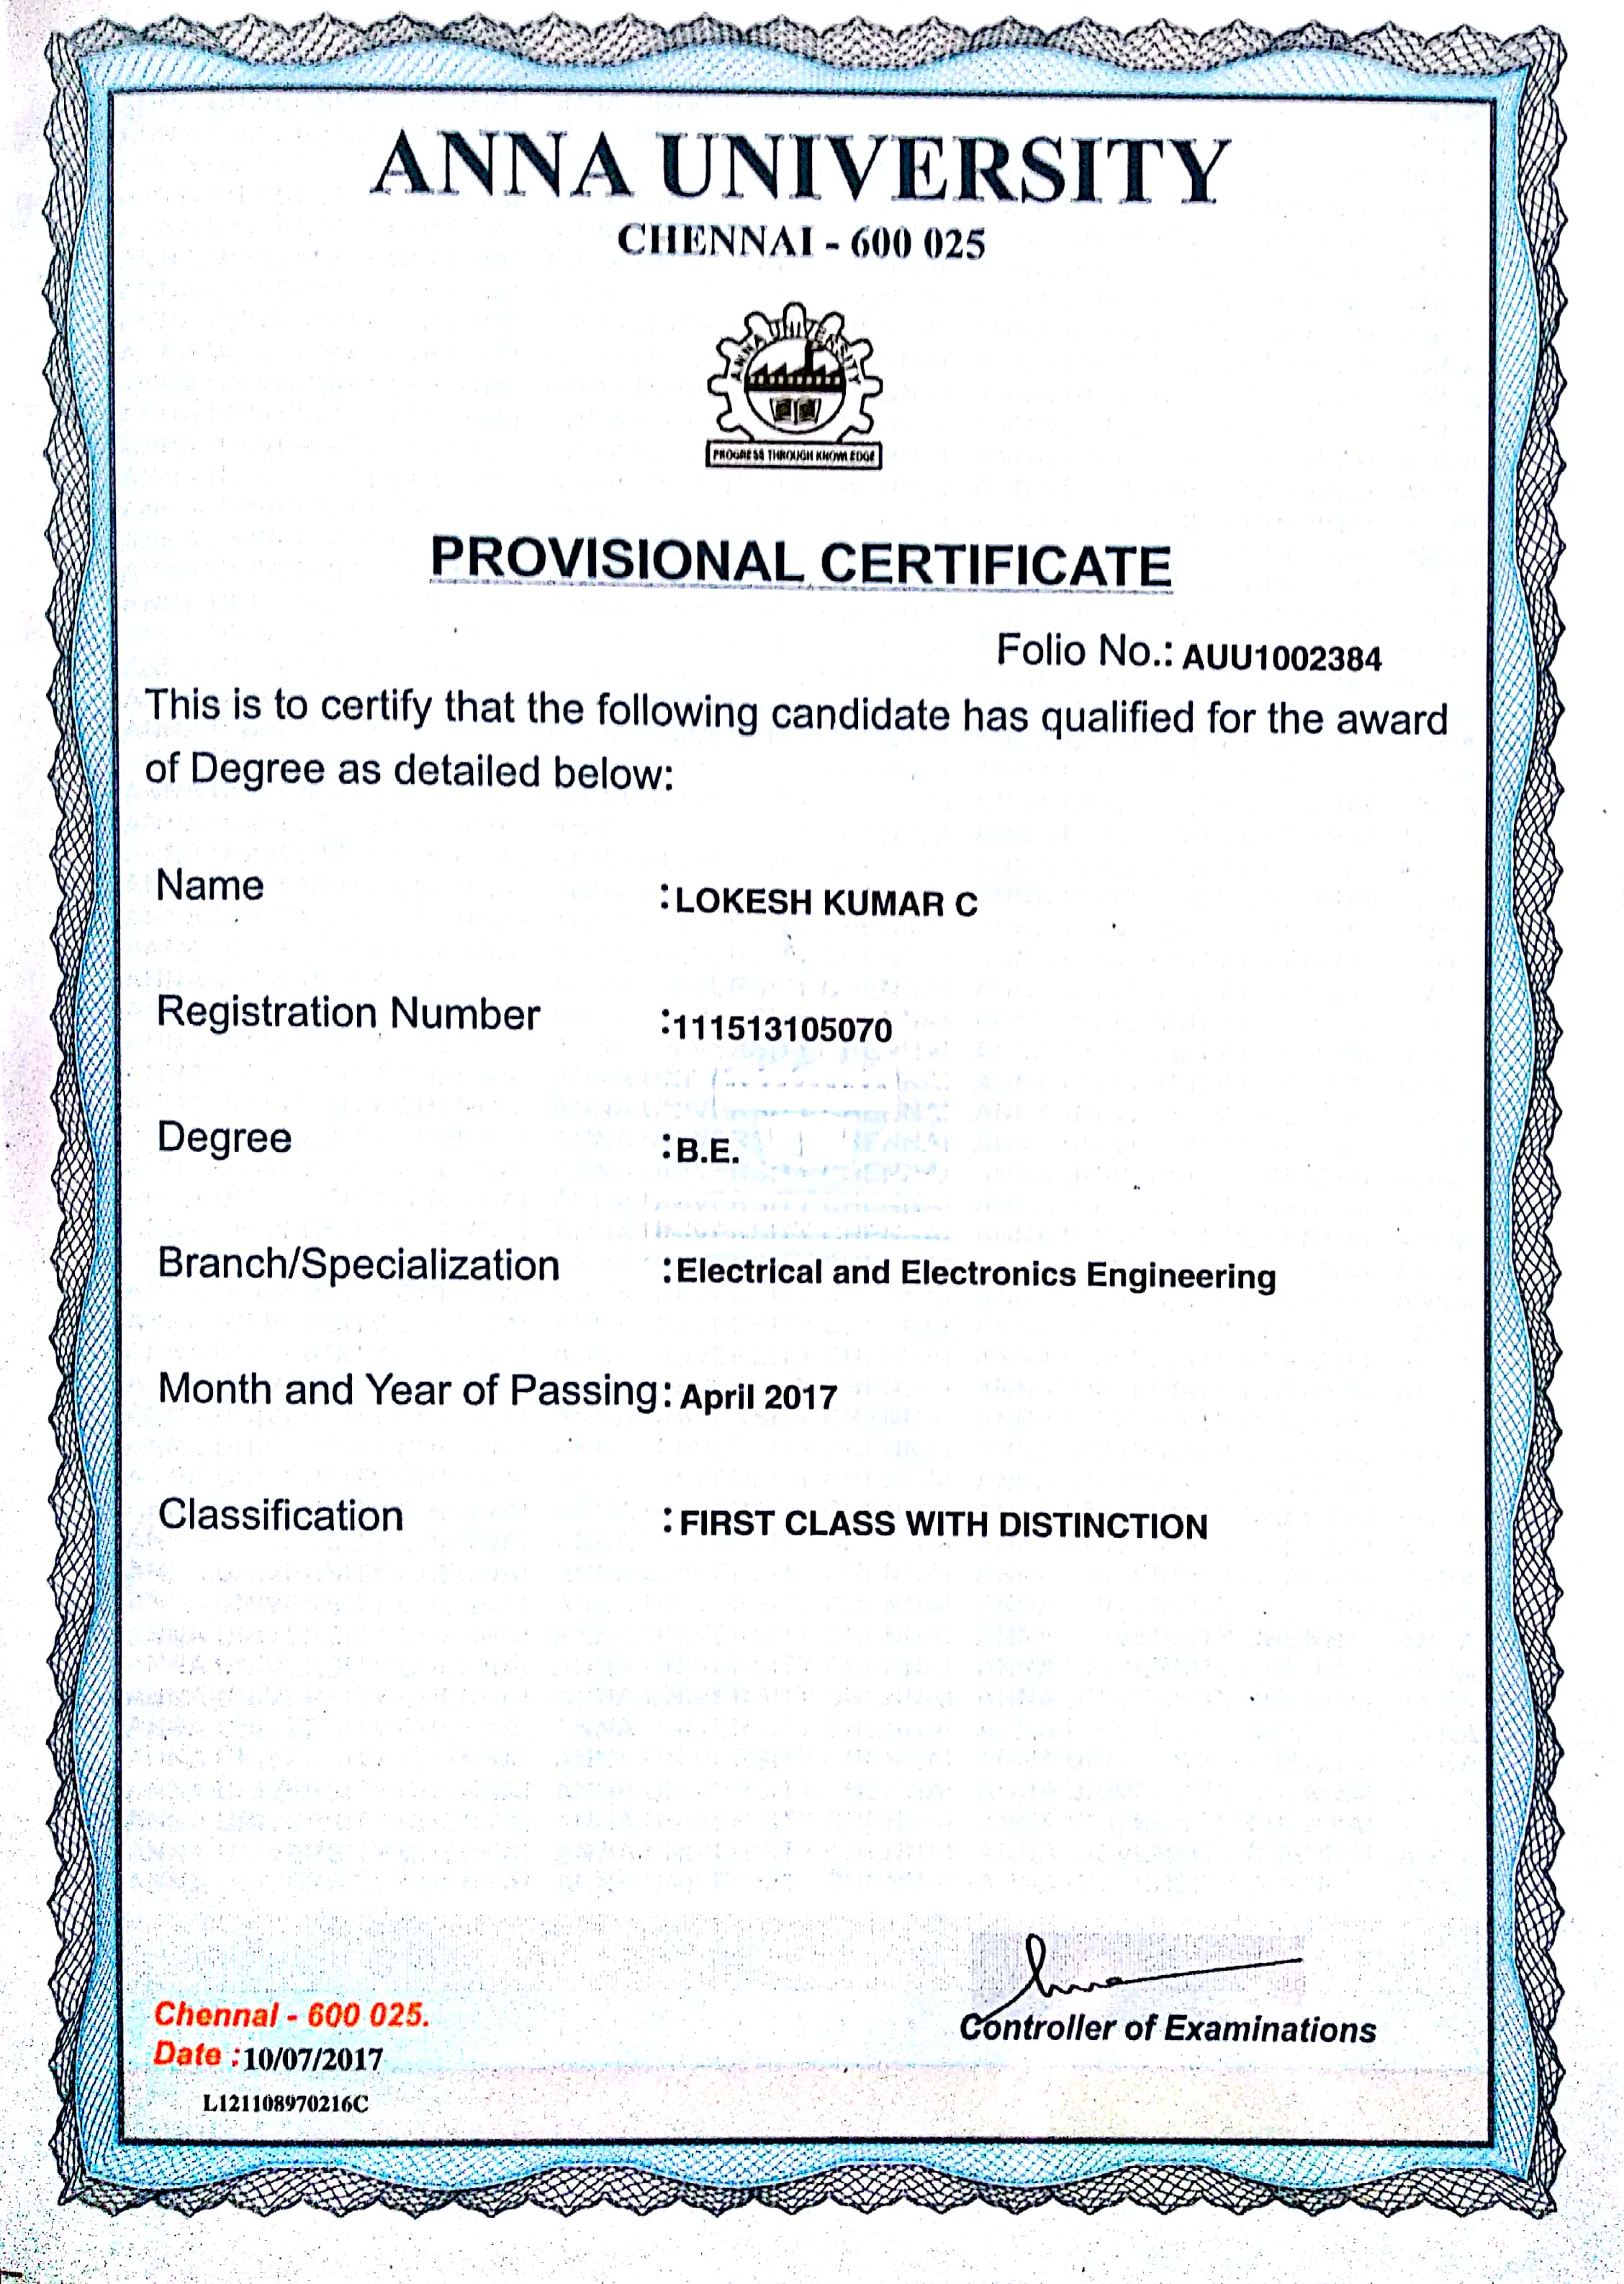 ANNA UNIVERSITY
CHENNAI - 600 025
ANNA UNIVERSITY
PROGRESS THROUGH KNOWLEDGE
PROVISIONAL CERTIFICATE
Folio No.: AUU1002384
This is to certify that the following candidate has qualified for the award
of Degree as detailed below:
Name : LOKESH KUMAR C
Registration Number : 111513105070
Degree : B.E.
Branch/Specialization : Electrical and Electronics Engineering
Month and Year of Passing : April 2017
Classification : FIRST CLASS WITH DISTINCTION
Chennai - 600 025.
Controller of Examinations
Date : 10/07/2017
L121108970216C